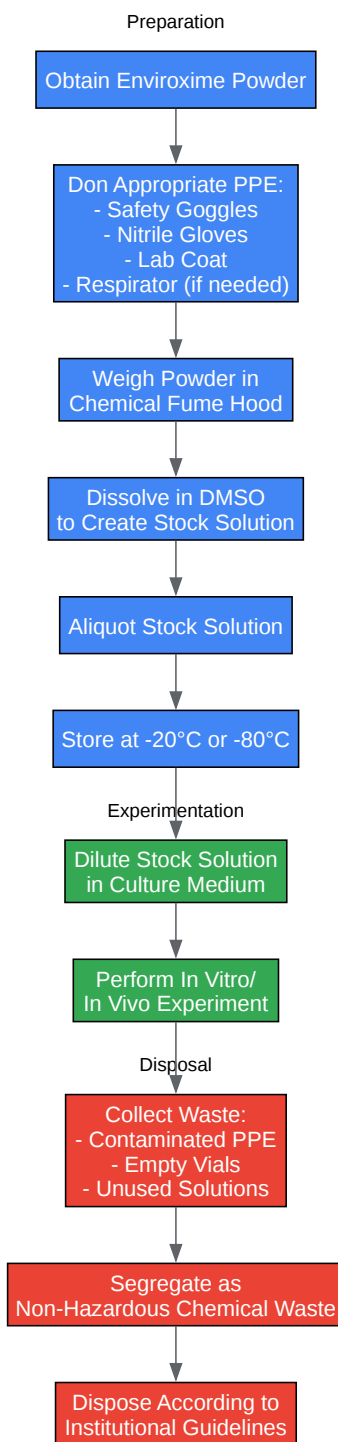 Preparation
Obtain Enviroxime Powder
Don Appropriate PPE:
- Safety Goggles
- Nitrile Gloves
- Lab Coat
- Respirator (if needed)
Weigh Powder in
Chemical Fume Hood
Dissolve in DMSO
to Create Stock Solution
Aliquot Stock Solution
Store at -20°C or -80°C
Experimentation
Dilute Stock Solution
in Culture Medium
Perform In Vitro/
In Vivo Experiment
Disposal
Collect Waste:
- Contaminated PPE
- Empty Vials
- Unused Solutions
Segregate as
Non-Hazardous Chemical Waste
Dispose According to
Institutional Guidelines